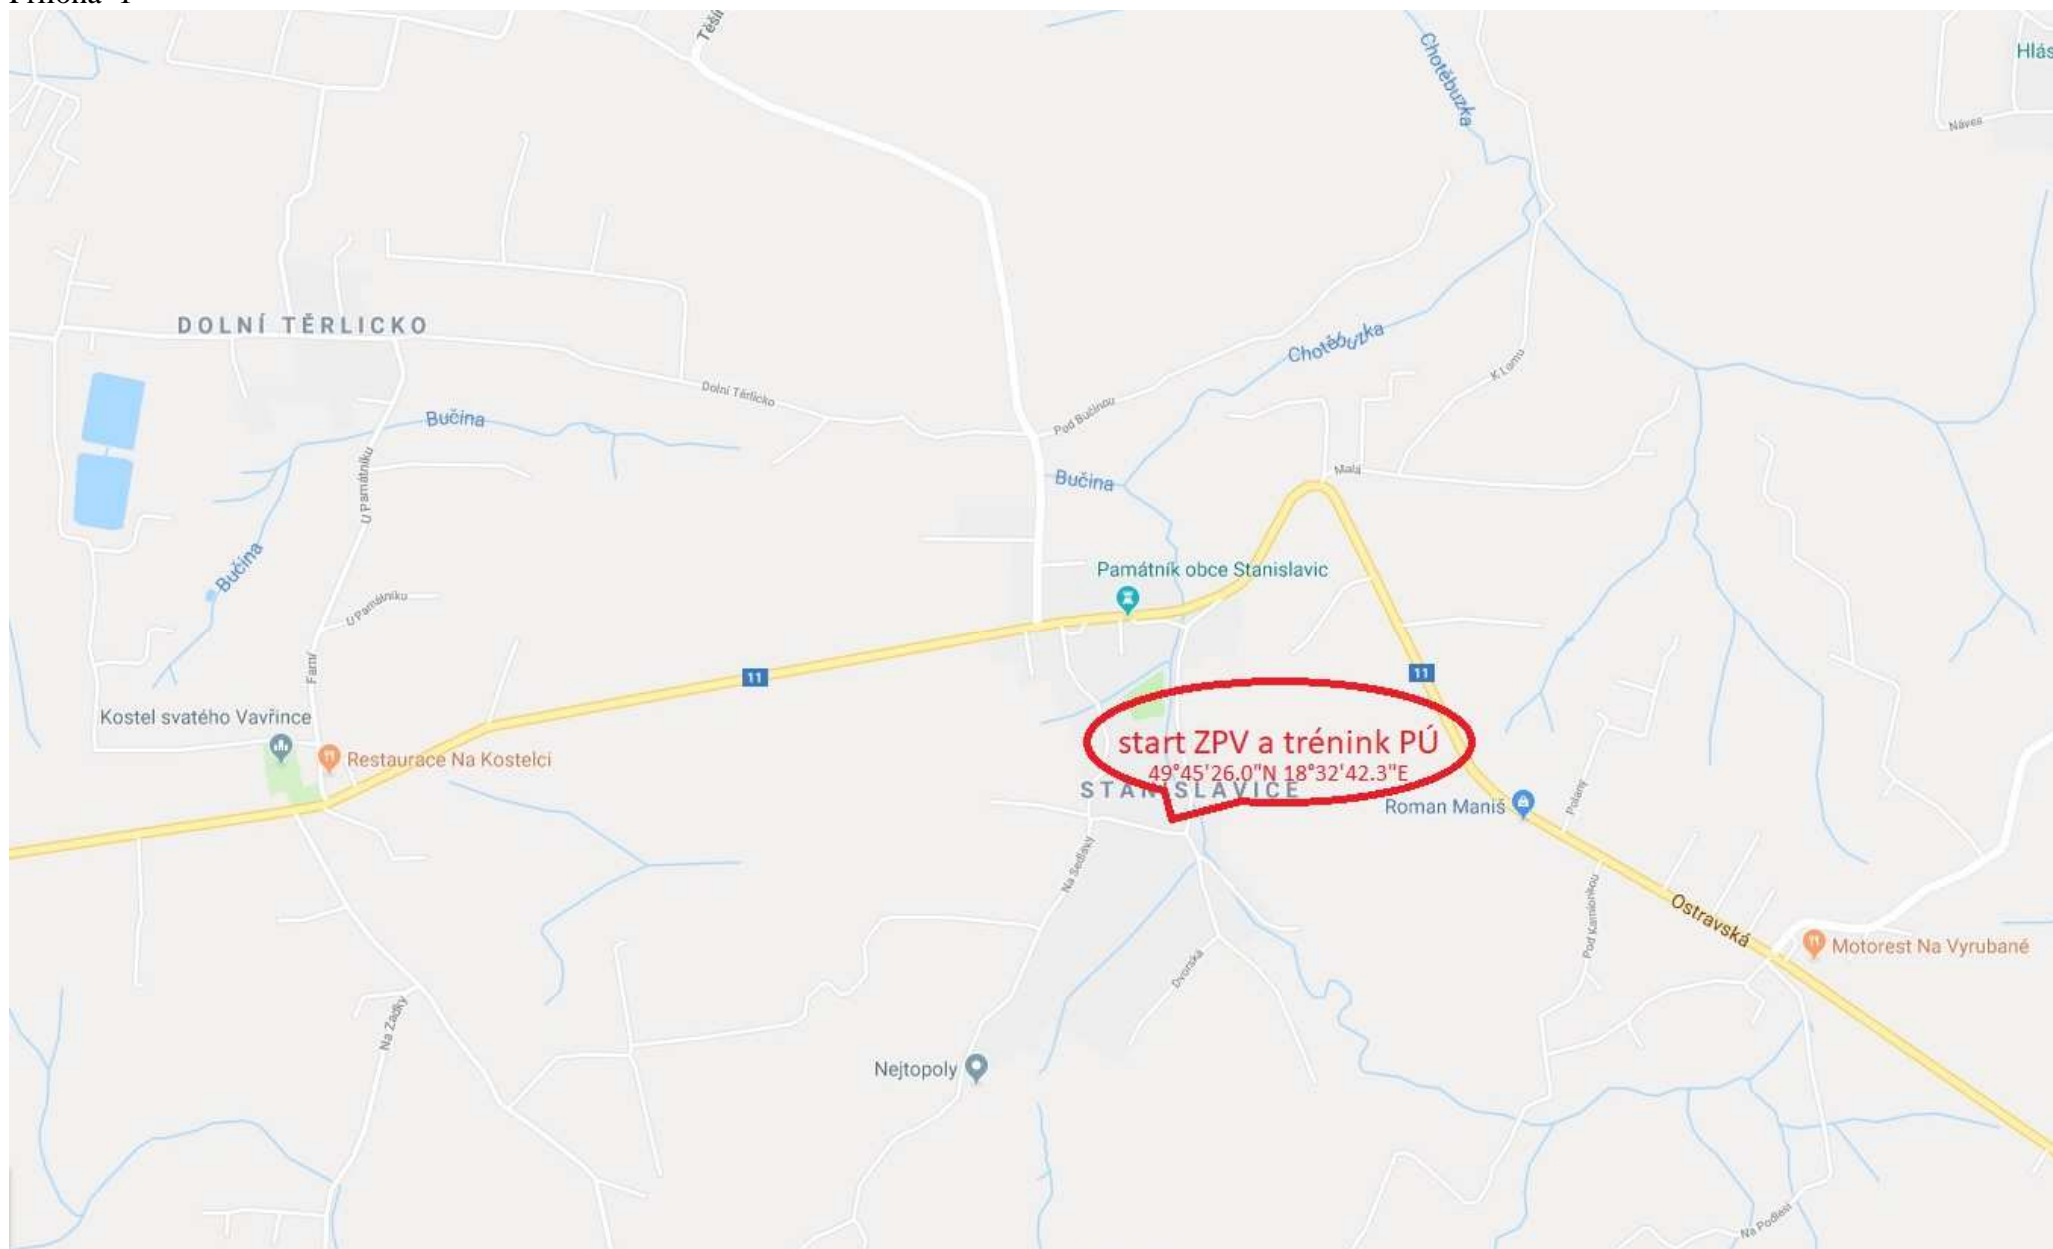 Těší
Chotěbuzka
Hlás
Náves
DOLNÍ TĚRLICKO
Chotěbuzka
K Lomu
Dolní Těrlicko
Pod Bučinou
Bučina
U Památníku
Bučina
Malá
Bučina
Památník obce Stanislavic
U Památníku
Farní
11
11
Kostel svatého Vavřince
Restaurace Na Kostelci
start ZPV a trénink PÚ
49°45'26.0"N 18°32'42.3"E
STANISLAVICE
Roman Maniš
Polany
Na Sedláky
Pod Kamionkou
Ostravská
Motorest Na Vyrubané
Dvorská
Na Zadky
Nejtopoly
Na Podlesí